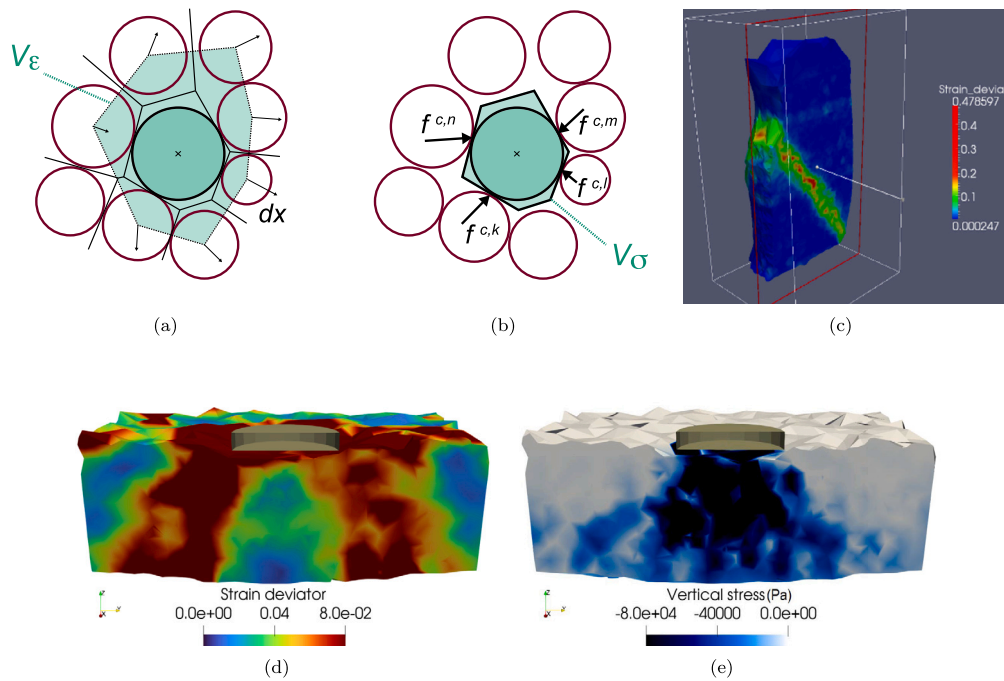 Vε
dx
(a)
f c,n
f c,m
f c,l
f c,k
Vσ
(b)
Strain_devia
0.478597
0.4
0.3
0.2
0.1
0.000247
(c)
Strain deviator
0.0e+00 0.04 8.0e-02
(d)
Vertical stress(Pa)
-8.0e+04 -40000 0.0e+00
(e)